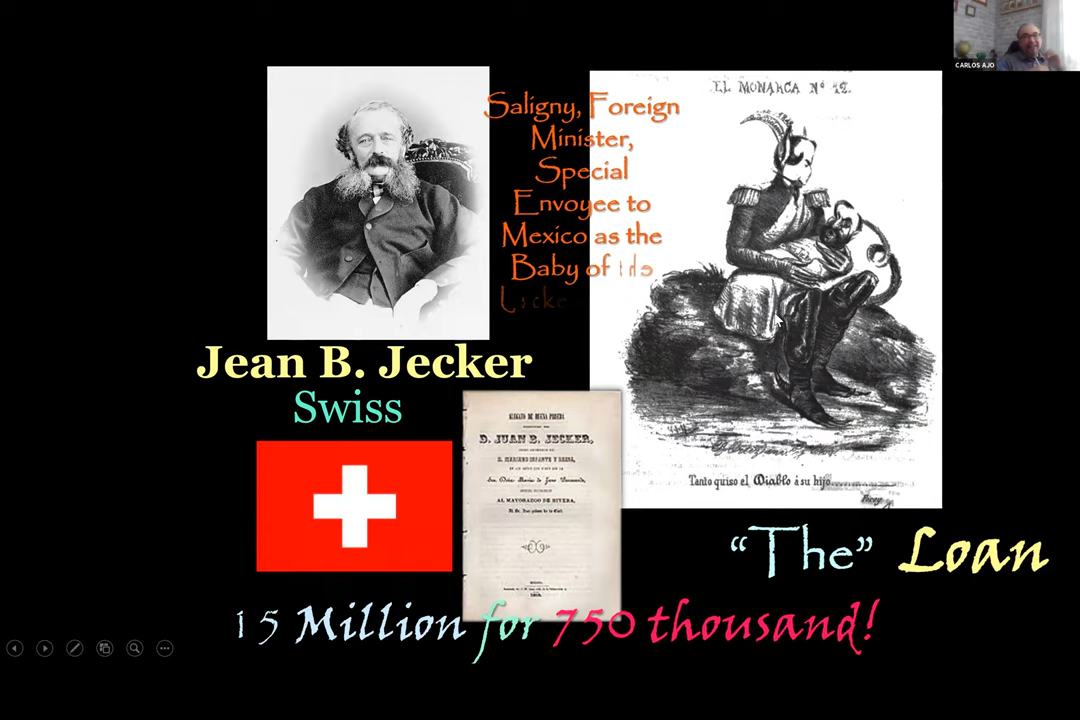 CARLOS AJO
EL MONARCA Nº 12.
Saligny, Foreign
Minister,
Special
Envoyee to
Mexico as the
Baby of
Jean B. Jecker
Swiss
D. JUAN B. JECKER,
AL MAYORAZGO DE RIVERA,
Tanto quiso el Diablo á su hijo
"The" Loan
15 Million for 750 thousand!